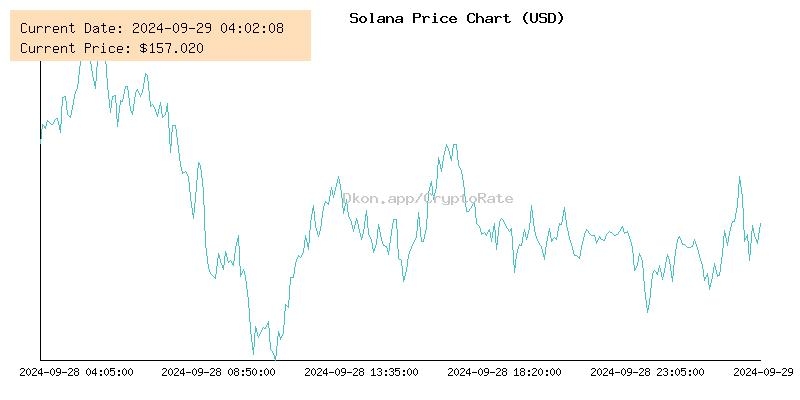 Solana Price Chart (USD)
Current Date: 2024-09-29 04:02:08
Current Price: $157.020
Dkon.app/CryptoRate
2024-09-28 04:05:00 2024-09-28 08:50:00 2024-09-28 13:35:00 2024-09-28 18:20:00 2024-09-28 23:05:00 2024-09-29